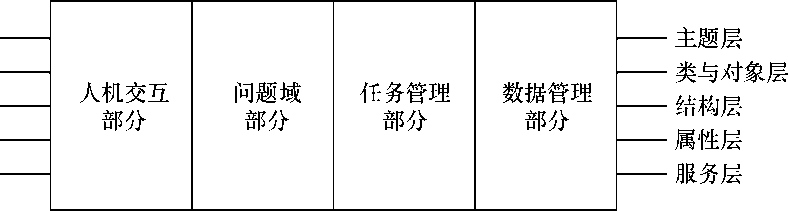 人机交互
部分
问题域
部分
任务管理
部分
数据管理
部分
主题层
类与对象层
结构层
属性层
服务层